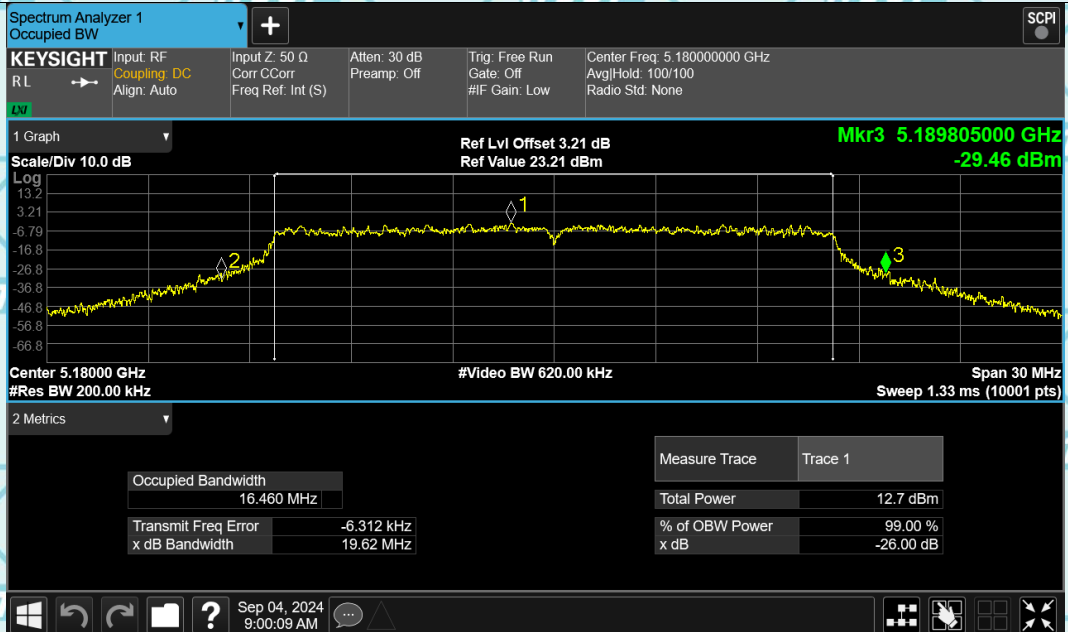 Spectrum Analyzer 1
Occupied BW
+
SCPI
KEYSIGHT
R L
LXI
Input: RF
Coupling: DC
Align: Auto
Input Z: 50 Ω
Corr CCorr
Freq Ref: Int (S)
Atten: 30 dB
Preamp: Off
Trig: Free Run
Gate: Off
#IF Gain: Low
Center Freq: 5.180000000 GHz
Avg|Hold: 100/100
Radio Std: None
1 Graph
Scale/Div 10.0 dB
Ref Lvl Offset 3.21 dB
Ref Value 23.21 dBm
Mkr3 5.189805000 GHz
-29.46 dBm
Log
13.2
3.21
-6.79
-16.8
-26.8
-36.8
-46.8
-56.8
-66.8
1
2
3
Center 5.18000 GHz
#Res BW 200.00 kHz
#Video BW 620.00 kHz
Span 30 MHz
Sweep 1.33 ms (10001 pts)
2 Metrics
Occupied Bandwidth
16.460 MHz
Transmit Freq Error -6.312 kHz
x dB Bandwidth 19.62 MHz
Measure Trace Trace 1
Total Power 12.7 dBm
% of OBW Power 99.00 %
x dB -26.00 dB
?
Sep 04, 2024
9:00:09 AM